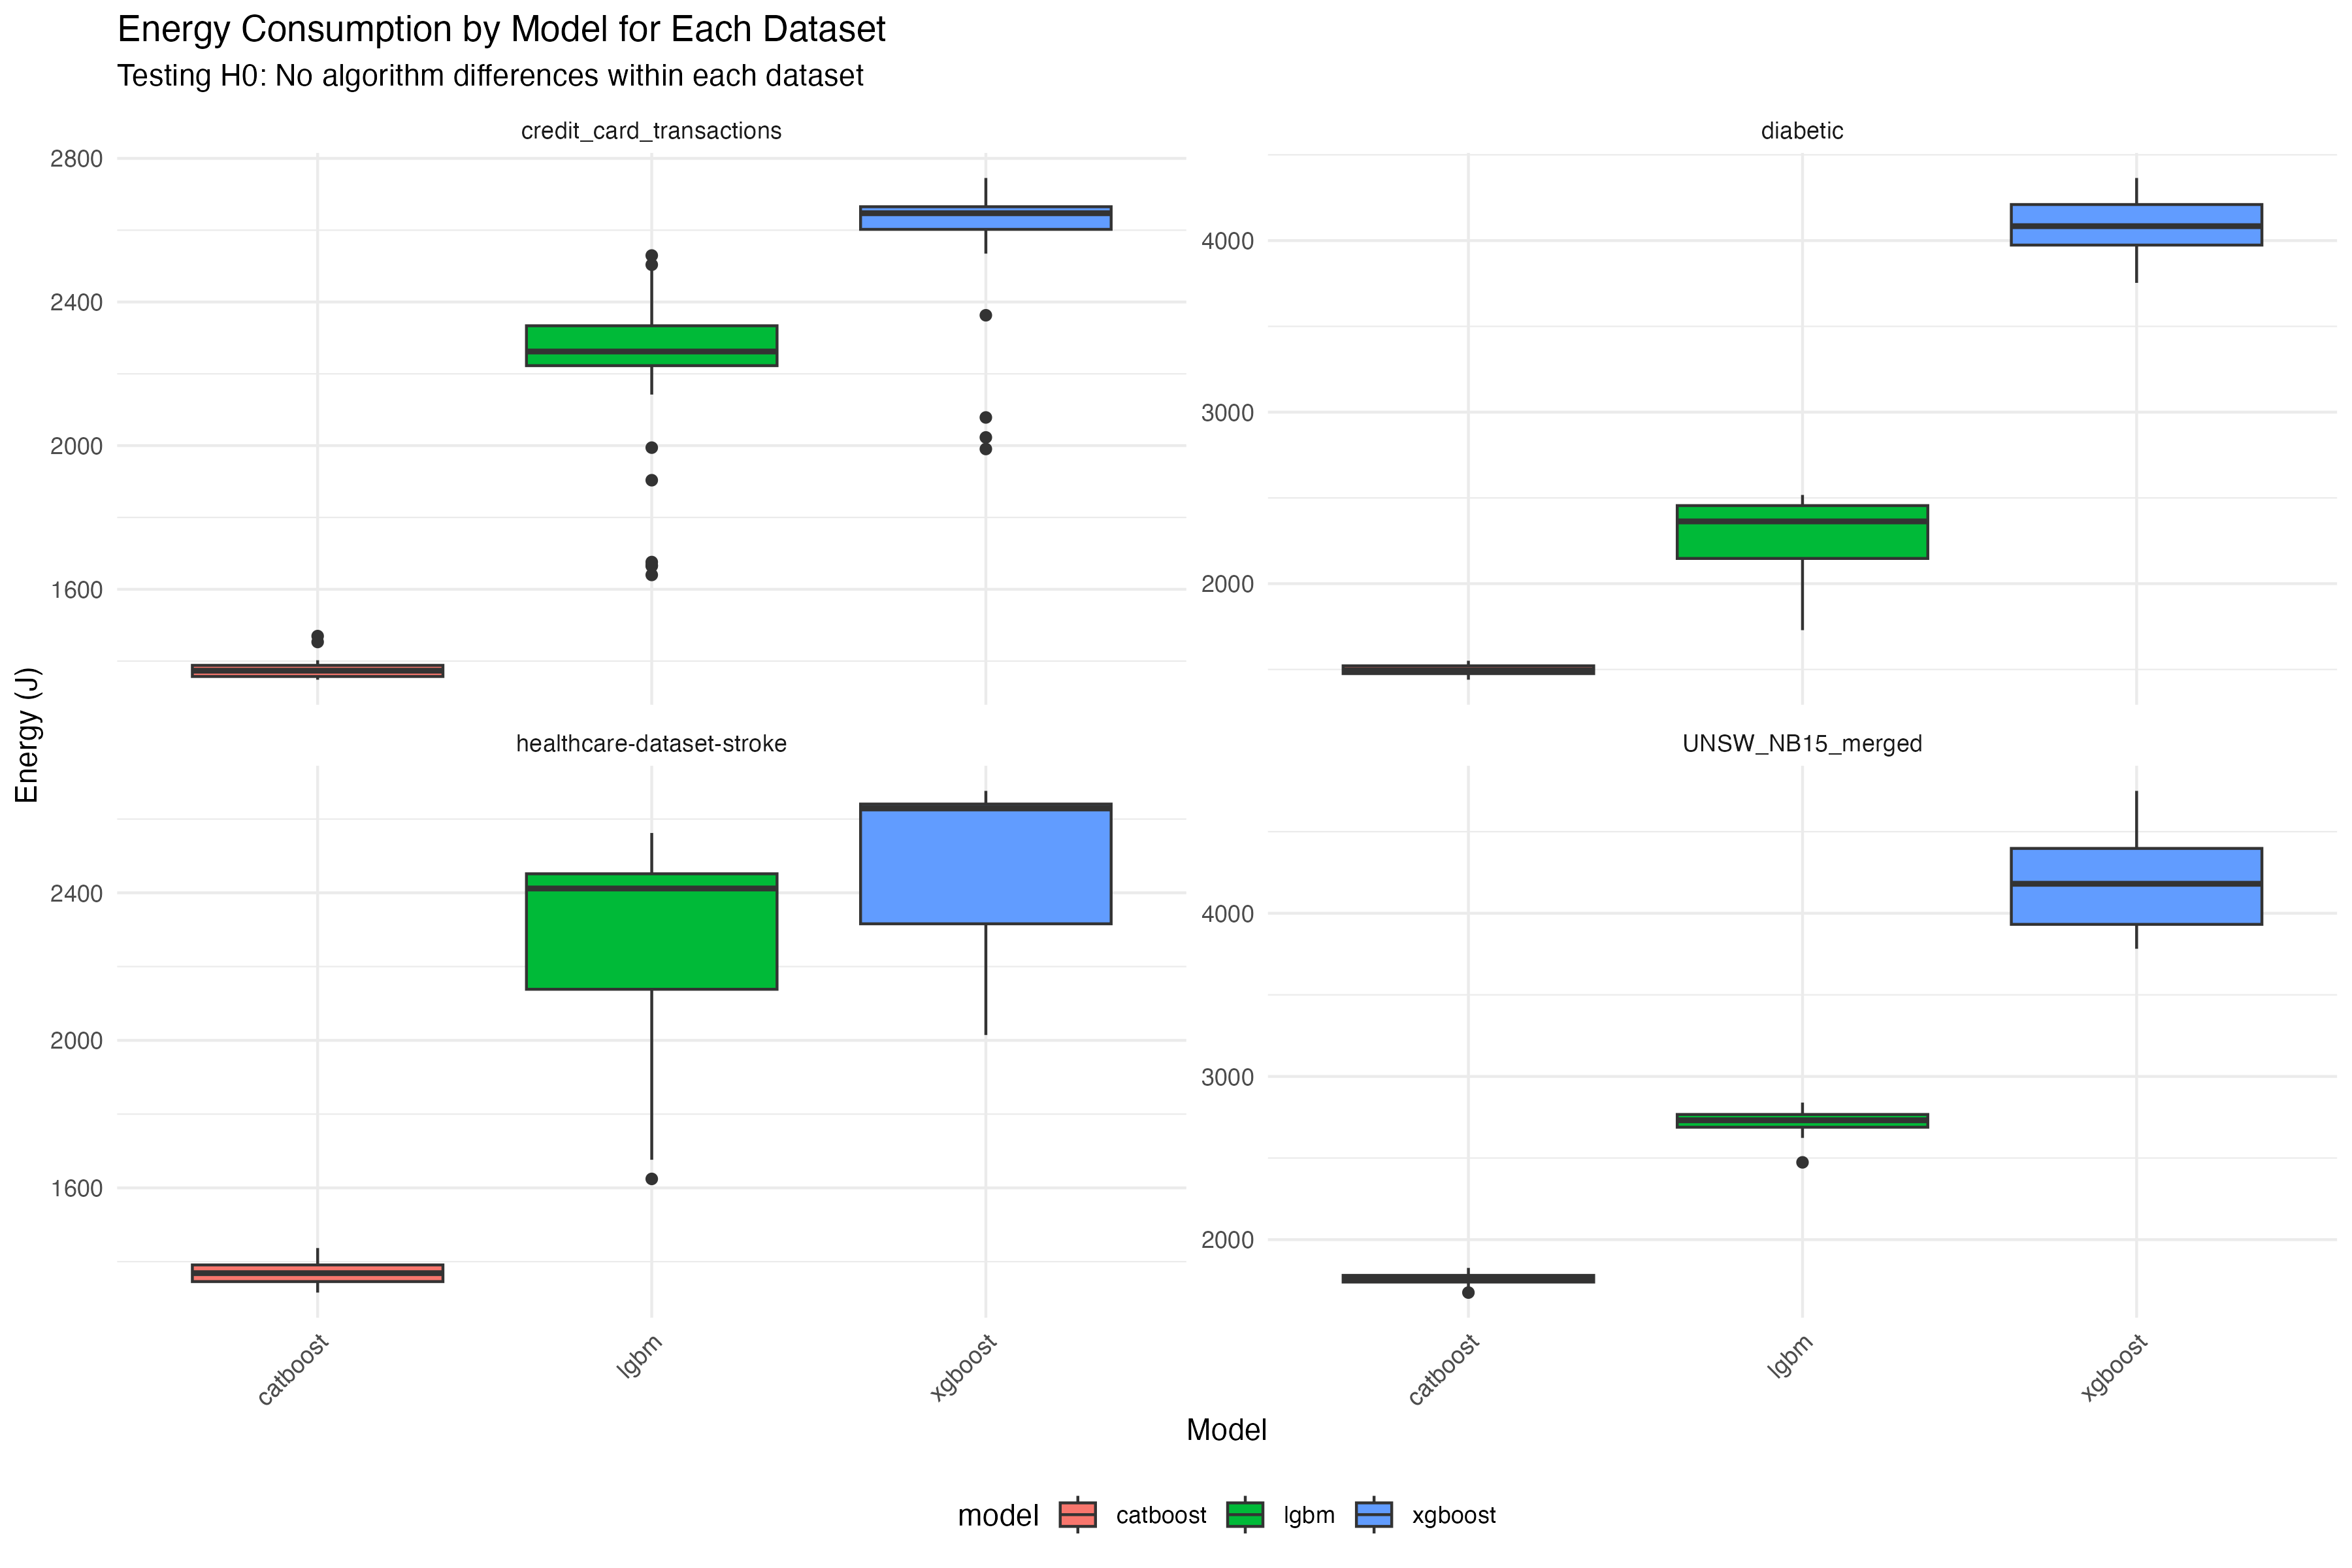 Energy Consumption by Model for Each Dataset
Testing H0: No algorithm differences within each dataset
credit_card_transactions
diabetic
2800
2400
2000
1600
4000
3000
2000
Energy (J)
healthcare-dataset-stroke
UNSW_NB15_merged
2400
2000
1600
4000
3000
2000
catboost
lgbm
xgboost
catboost
lgbm
xgboost
Model
model catboost lgbm xgboost